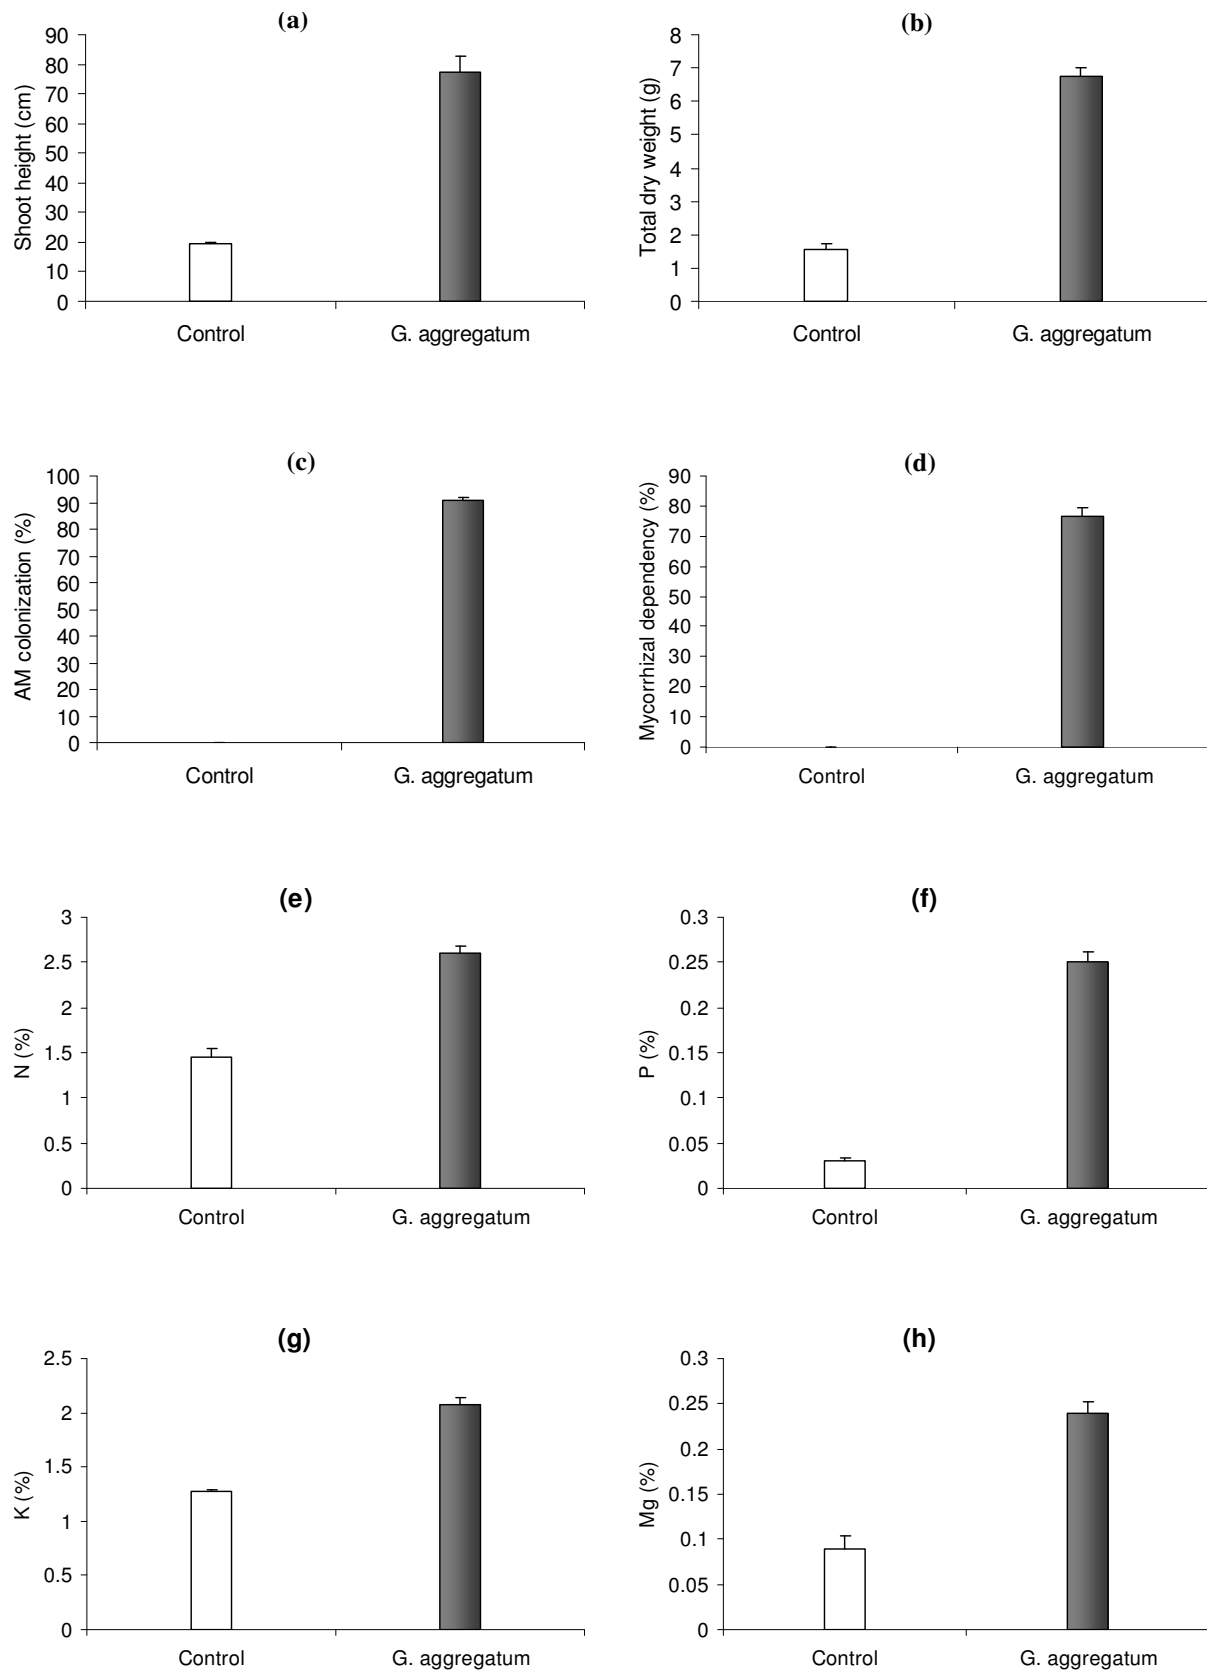 (a)
Shoot height (cm)
90
80
70
60
50
40
30
20
10
0
Control
G. aggregatum
(b)
Total dry weight (g)
8
7
6
5
4
3
2
1
0
Control
G. aggregatum
(c)
AM colonization (%)
100
90
80
70
60
50
40
30
20
10
0
Control
G. aggregatum
(d)
Mycorrhizal dependency (%)
90
80
70
60
50
40
30
20
10
0
Control
G. aggregatum
(e)
N (%)
3
2.5
2
1.5
1
0.5
0
Control
G. aggregatum
(f)
P (%)
0.3
0.25
0.2
0.15
0.1
0.05
0
Control
G. aggregatum
(g)
K (%)
2.5
2
1.5
1
0.5
0
Control
G. aggregatum
(h)
Mg (%)
0.3
0.25
0.2
0.15
0.1
0.05
0
Control
G. aggregatum